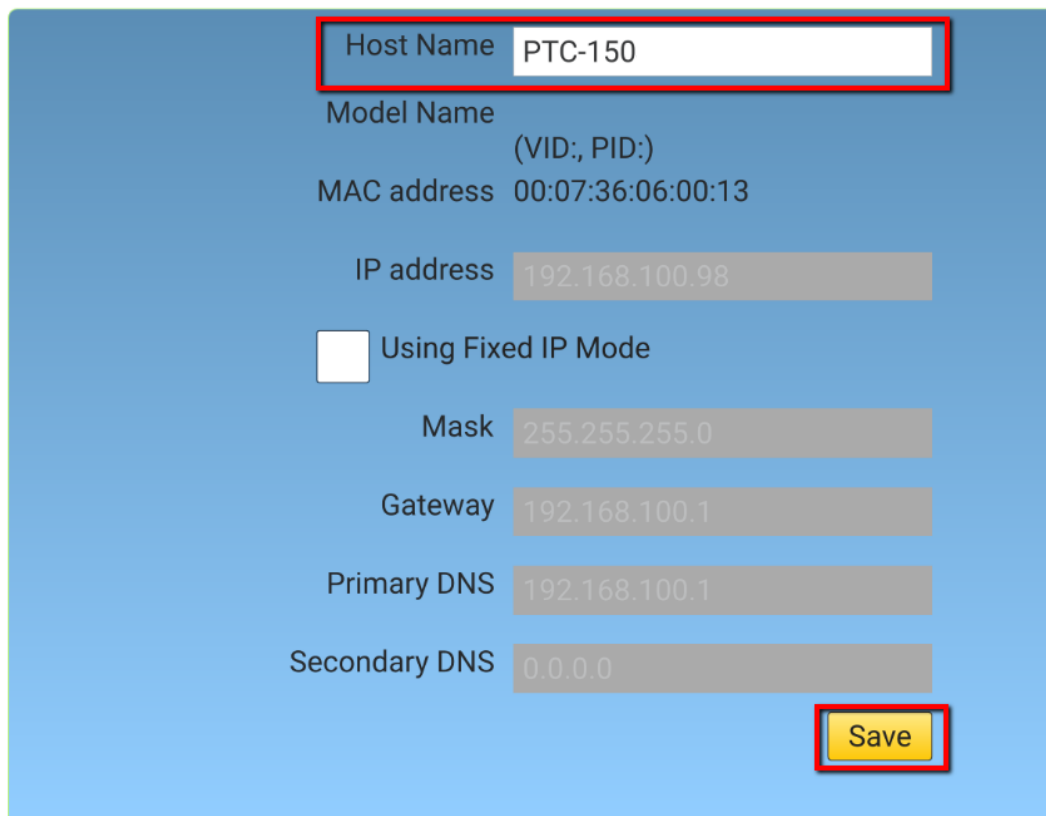 Host Name PTC-150
Model Name
(VID:, PID:)
MAC address 00:07:36:06:00:13
IP address 192.168.100.98
Using Fixed IP Mode
Mask 255.255.255.0
Gateway 192.168.100.1
Primary DNS 192.168.100.1
Secondary DNS 0.0.0.0
Save